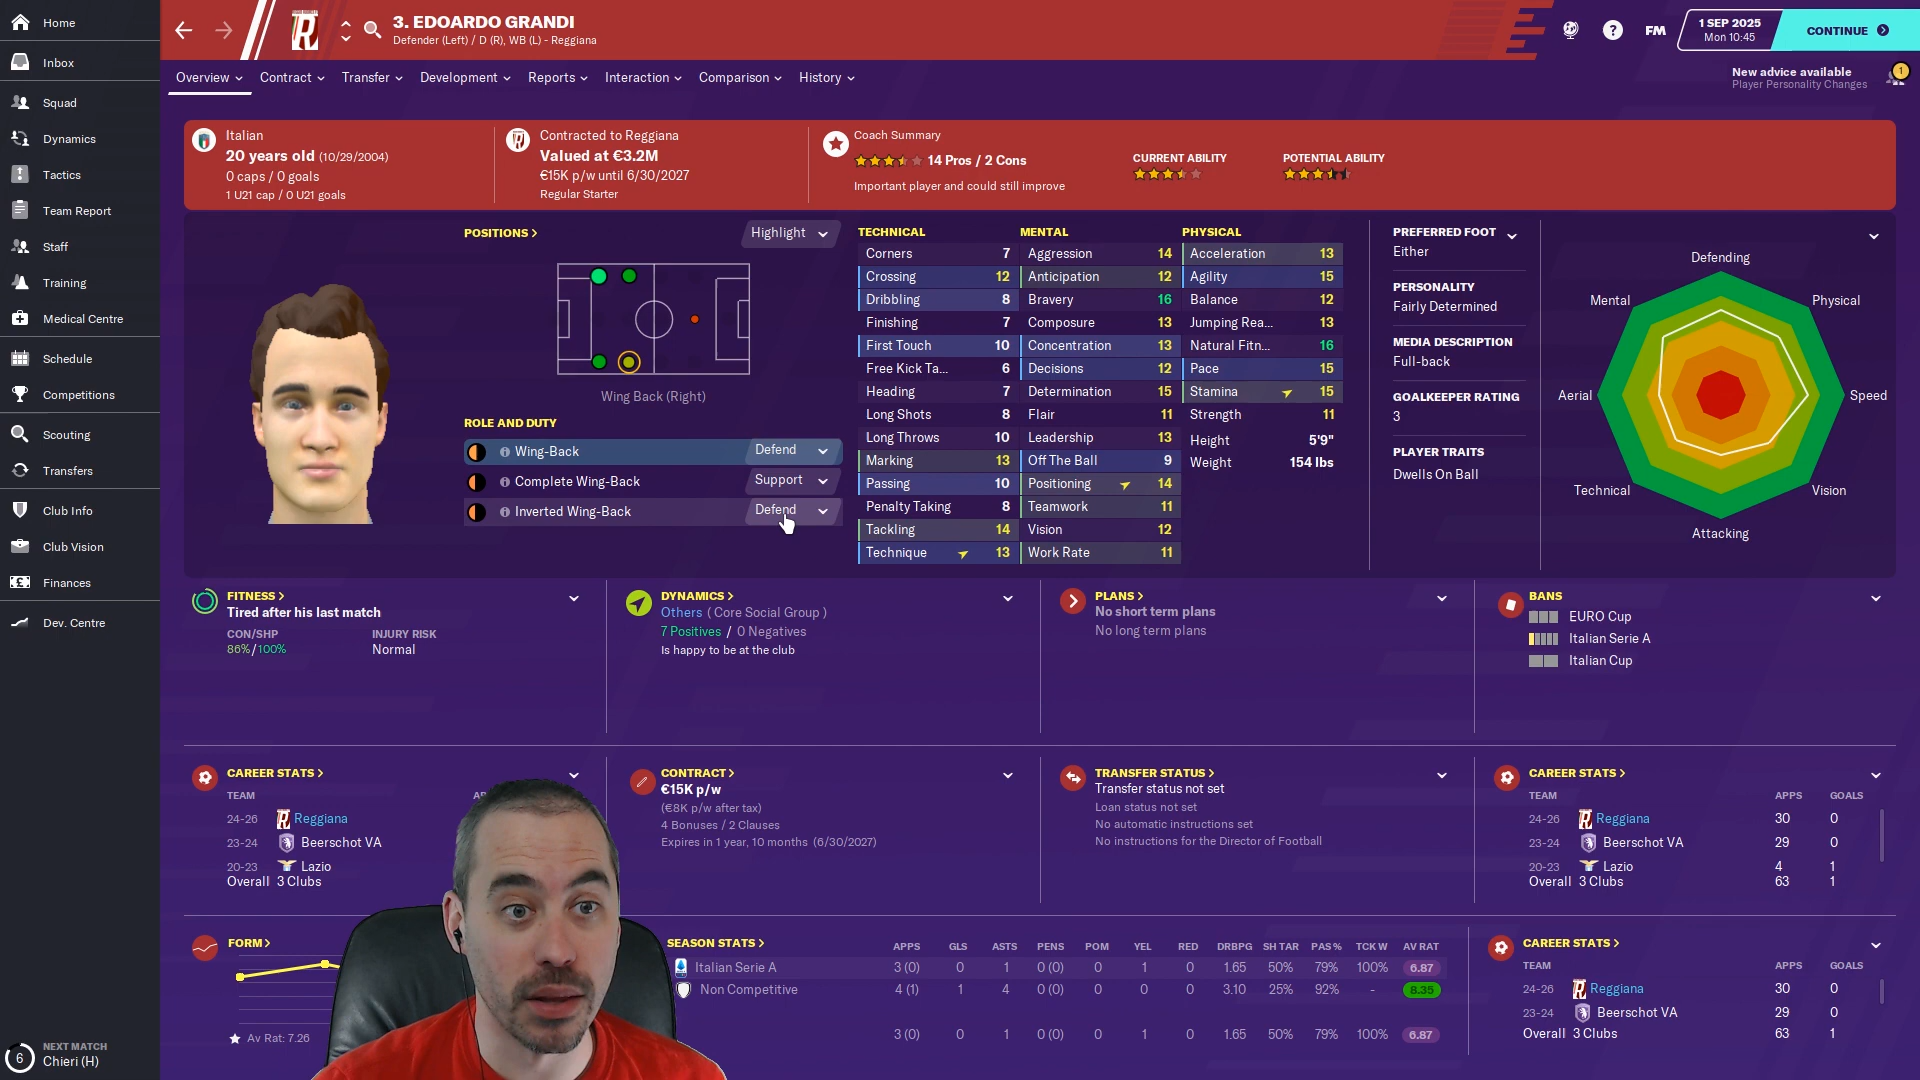 Home
Inbox
Squad
Dynamics
Tactics
Team Report
Staff
Training
Medical Centre
Schedule
Competitions
Scouting
Transfers
Club Info
Club Vision
Finances
Dev. Centre
6
NEXT MATCH
Chieri (H)
3. EDOARDO GRANDI
Defender (Left) / D (R), WB (L) - Reggiana
FM
1 SEP 2025
Mon 10:45
CONTINUE
Overview
Contract
Transfer
Development
Reports
Interaction
Comparison
History
New advice available
Player Personality Changes
1
Italian
20 years old (10/29/2004)
0 caps / 0 goals
1 U21 cap / 0 U21 goals
Contracted to Reggiana
Valued at €3.2M
€15K p/w until 6/30/2027
Regular Starter
Coach Summary
14 Pros / 2 Cons
Important player and could still improve
CURRENT ABILITY
POTENTIAL ABILITY
POSITIONS >
Highlight
Wing Back (Right)
ROLE AND DUTY
Wing-Back Defend
Complete Wing-Back Support
Inverted Wing-Back Defend
TECHNICAL
Corners 7
Crossing 12
Dribbling 8
Finishing 7
First Touch 10
Free Kick Ta... 6
Heading 7
Long Shots 8
Long Throws 10
Marking 13
Passing 10
Penalty Taking 8
Tackling 14
Technique 13
MENTAL
Aggression 14
Anticipation 12
Bravery 16
Composure 13
Concentration 13
Decisions 12
Determination 15
Flair 11
Leadership 13
Off The Ball 9
Positioning 14
Teamwork 11
Vision 12
Work Rate 11
PHYSICAL
Acceleration 13
Agility 15
Balance 12
Jumping Rea... 13
Natural Fitn... 16
Pace 15
Stamina 15
Strength 11
Height 5'9"
Weight 154 lbs
PREFERRED FOOT
Either
PERSONALITY
Fairly Determined
MEDIA DESCRIPTION
Full-back
GOALKEEPER RATING
3
PLAYER TRAITS
Dwells On Ball
Defending
Mental
Physical
Aerial
Speed
Technical
Vision
Attacking
FITNESS >
Tired after his last match
CON/SHP
86%/100%
INJURY RISK
Normal
DYNAMICS >
Others ( Core Social Group )
7 Positives / 0 Negatives
Is happy to be at the club
PLANS >
No short term plans
No long term plans
BANS
EURO Cup
Italian Serie A
Italian Cup
CAREER STATS >
TEAM
24-26 Reggiana
23-24 Beerschot VA
20-23 Lazio
Overall 3 Clubs
CONTRACT >
€15K p/w
(€8K p/w after tax)
4 Bonuses / 2 Clauses
Expires in 1 year, 10 months (6/30/2027)
TRANSFER STATUS >
Transfer status not set
Loan status not set
No automatic instructions set
No instructions for the Director of Football
CAREER STATS >
TEAM APPS GOALS
24-26 Reggiana 30 0
23-24 Beerschot VA 29 0
20-23 Lazio 4 1
Overall 3 Clubs 63 1
FORM >
Av Rat: 7.26
SEASON STATS > APPS GLS ASTS PENS POM YEL RED DRBPG SH TAR PAS % TCK W AV RAT
Italian Serie A 3 (0) 0 1 0 (0) 0 1 0 1.65 50% 79% 100% 6.87
Non Competitive 4 (1) 1 4 0 (0) 0 0 0 3.10 25% 92% - 8.35
3 (0) 0 1 0 (0) 0 1 0 1.65 50% 79% 100% 6.87
CAREER STATS >
TEAM APPS GOALS
24-26 Reggiana 30 0
23-24 Beerschot VA 29 0
Overall 3 Clubs 63 1